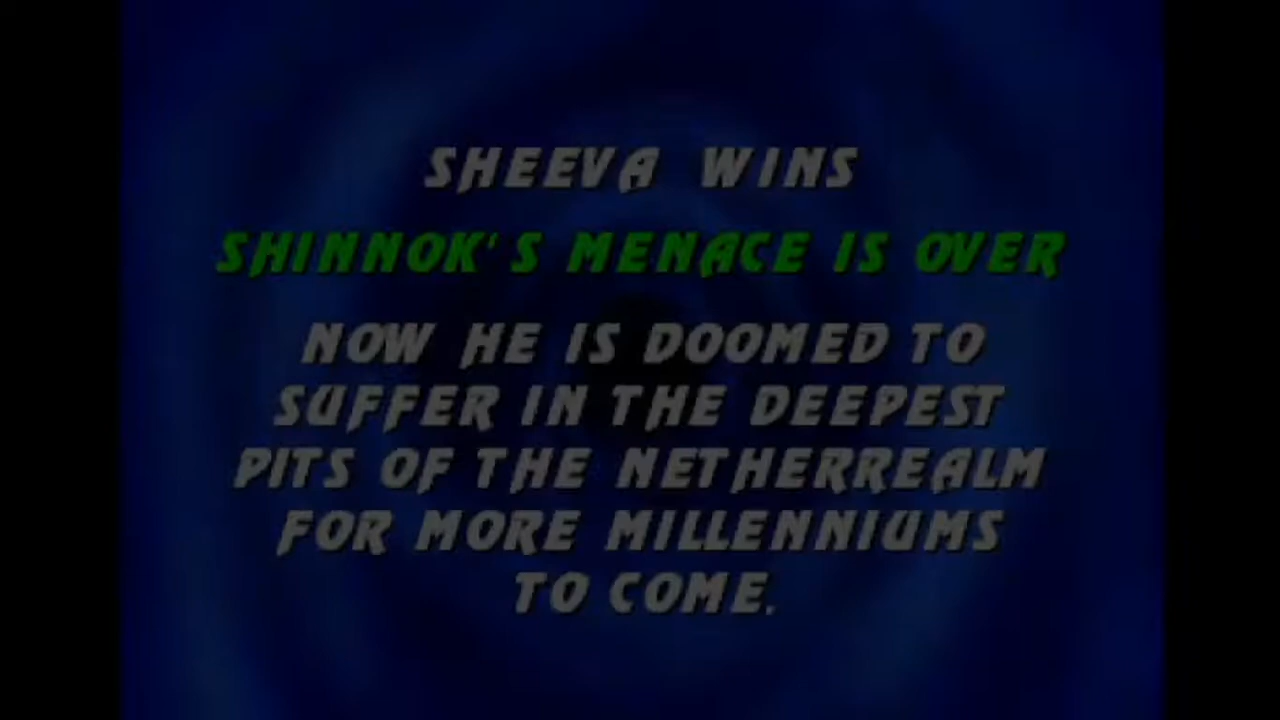 SHEEVA WINS
SHINNOK'S MENACE IS OVER
NOW HE IS DOOMED TO
SUFFER IN THE DEEPEST
PITS OF THE NETHERREALM
FOR MORE MILLENNIUMS
TO COME.